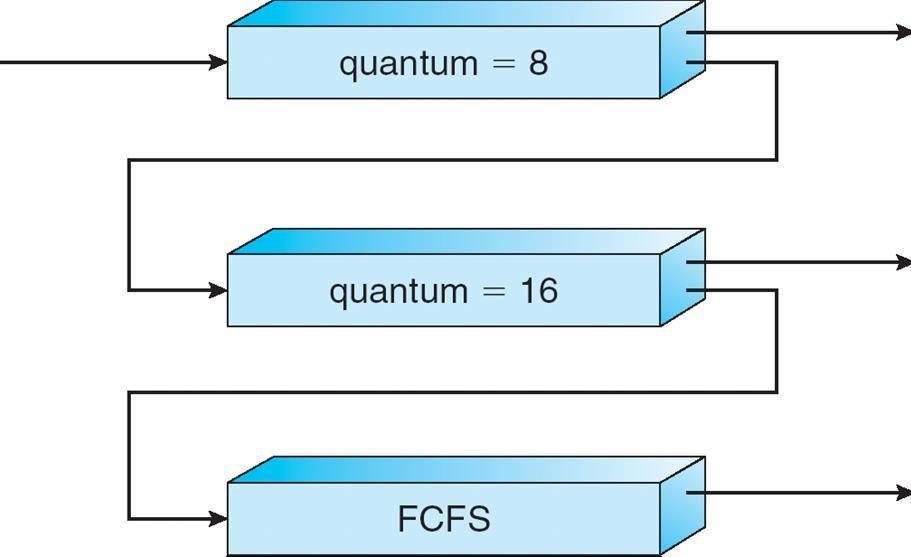 quantum = 8
quantum = 16
FCFS